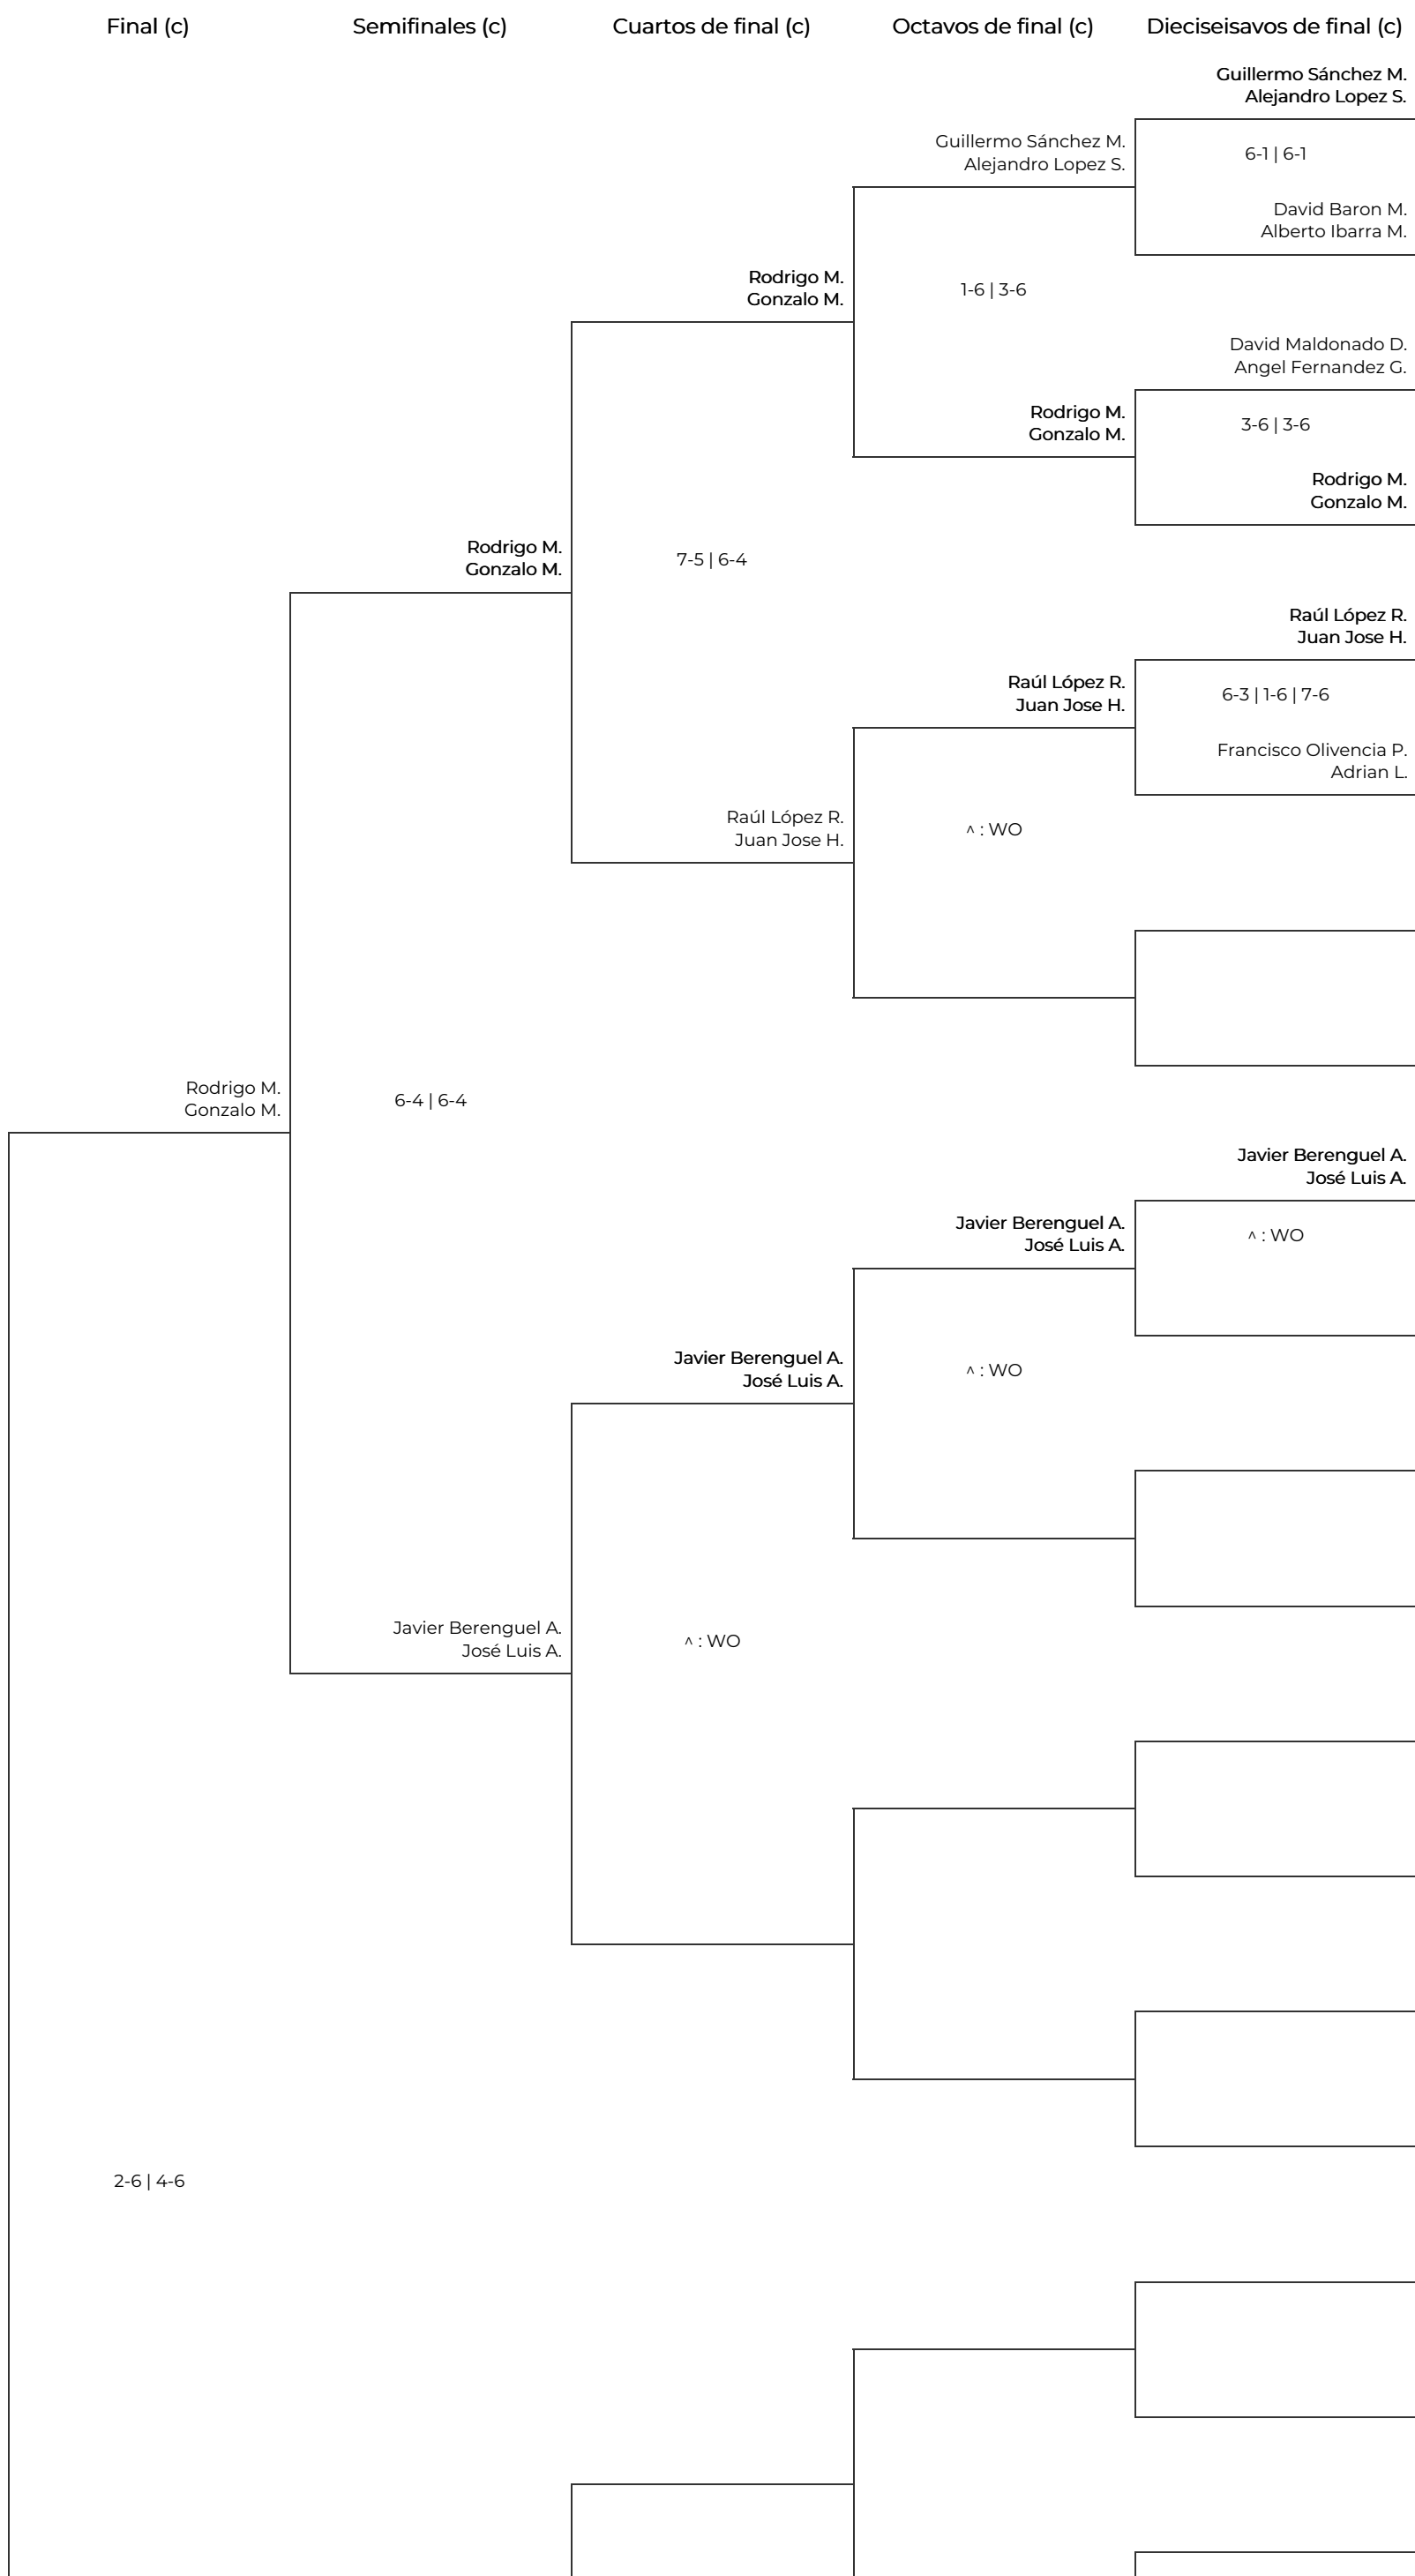 Final (c)
Semifinales (c)
Cuartos de final (c)
Octavos de final (c)
Dieciseisavos de final (c)
Guillermo Sánchez M.
Alejandro Lopez S.
Guillermo Sánchez M.
Alejandro Lopez S.
6-1 | 6-1
David Baron M.
Alberto Ibarra M.
Rodrigo M.
Gonzalo M.
1-6 | 3-6
David Maldonado D.
Angel Fernandez G.
Rodrigo M.
Gonzalo M.
3-6 | 3-6
Rodrigo M.
Gonzalo M.
Rodrigo M.
Gonzalo M.
7-5 | 6-4
Raúl López R.
Juan Jose H.
Raúl López R.
Juan Jose H.
6-3 | 1-6 | 7-6
Francisco Olivencia P.
Adrian L.
Raúl López R.
Juan Jose H.
^ : WO
Rodrigo M.
Gonzalo M.
6-4 | 6-4
Javier Berenguel A.
José Luis A.
Javier Berenguel A.
José Luis A.
^ : WO
Javier Berenguel A.
José Luis A.
^ : WO
Javier Berenguel A.
José Luis A.
^ : WO
2-6 | 4-6